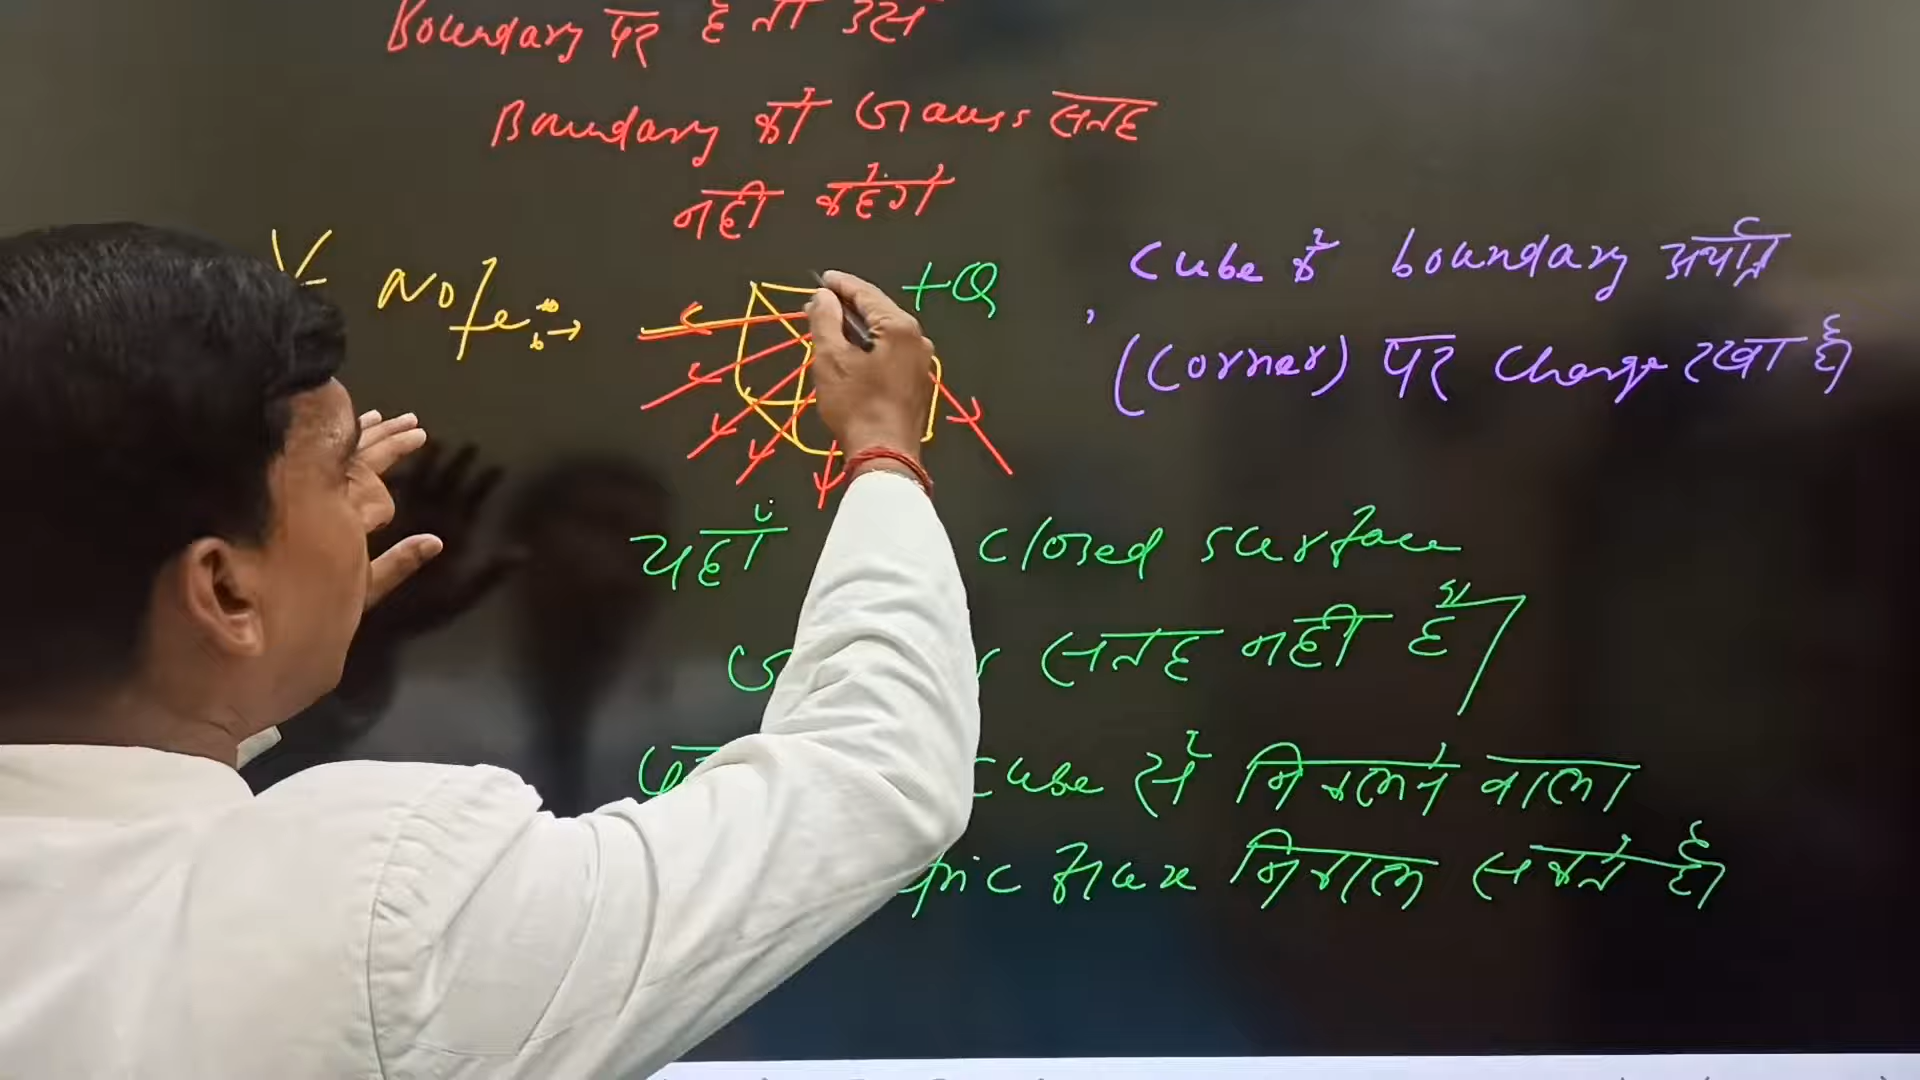 Boundary पर है तो उस
Boundary को Gauss सतह
नही कहेंगे
Note:→
+Q
Cube के boundary अर्थात्
(Corner) पर Charge रखा है।
यहाँ closed surface
सतह नही है
cube से निकलने वाला
निकाल सकते है।